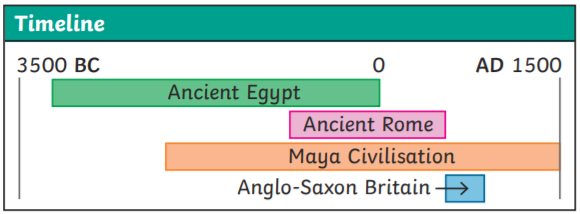 Timeline
3500 BC 0 AD 1500
Ancient Egypt
Ancient Rome
Maya Civilisation
Anglo-Saxon Britain